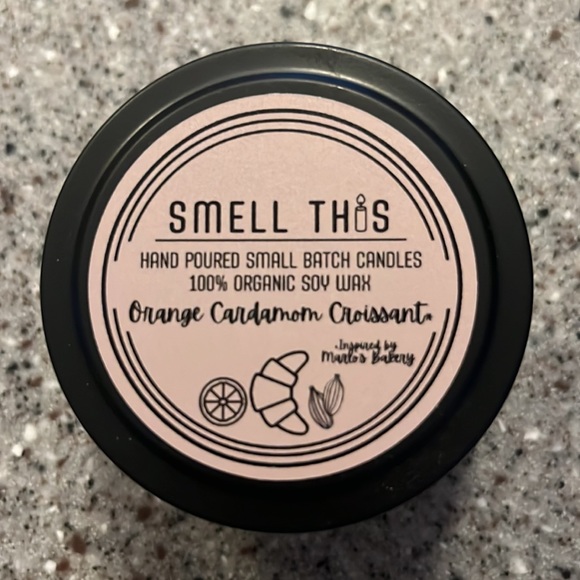 SMELL THIS
HAND POURED SMALL BATCH CANDLES
100% ORGANIC SOY WAX
Orange Cardamom Croissant*
*Inspired by
Marlo's Bakery